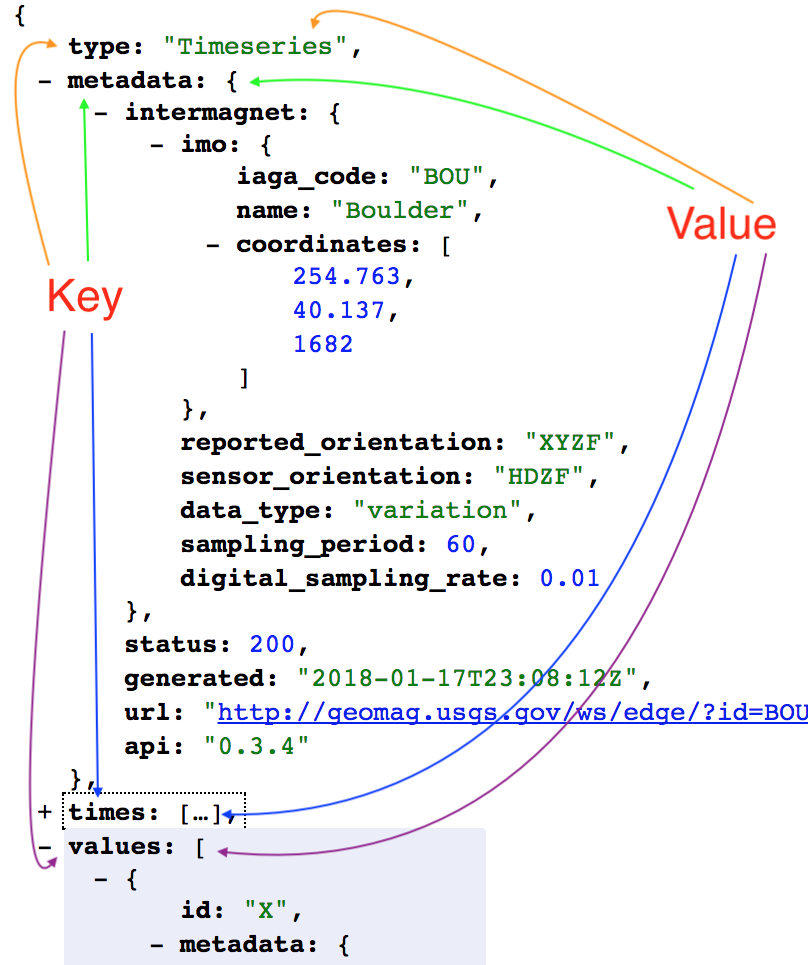 {
type: "Timeseries",
- metadata: {
- intermagnet: {
- imo: {
iaga_code: "BOU",
name: "Boulder",
Value
- coordinates: [
254.763,
Key
40.137,
1682
]
},
reported_orientation: "XYZF",
sensor_orientation: "HDZF",
data_type: "variation",
sampling_period: 60,
digital_sampling_rate: 0.01
},
status: 200,
generated: "2018-01-17T23:08:12Z",
url: "http://geomag.usgs.gov/ws/edge/?id=BOU
api: "0.3.4"
},
+ times: […],
- values: [
- {
id: "X",
- metadata: {